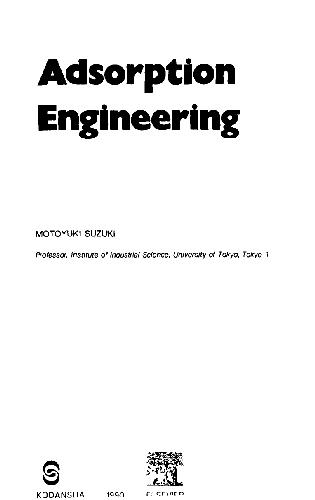 Adsorption
Engineering
MOTOYUKI SUZUKI
Professor, Institute of Industrial Science, University of Tokyo, Tokyo 1
KODANSHA 1990 ELSEVIER